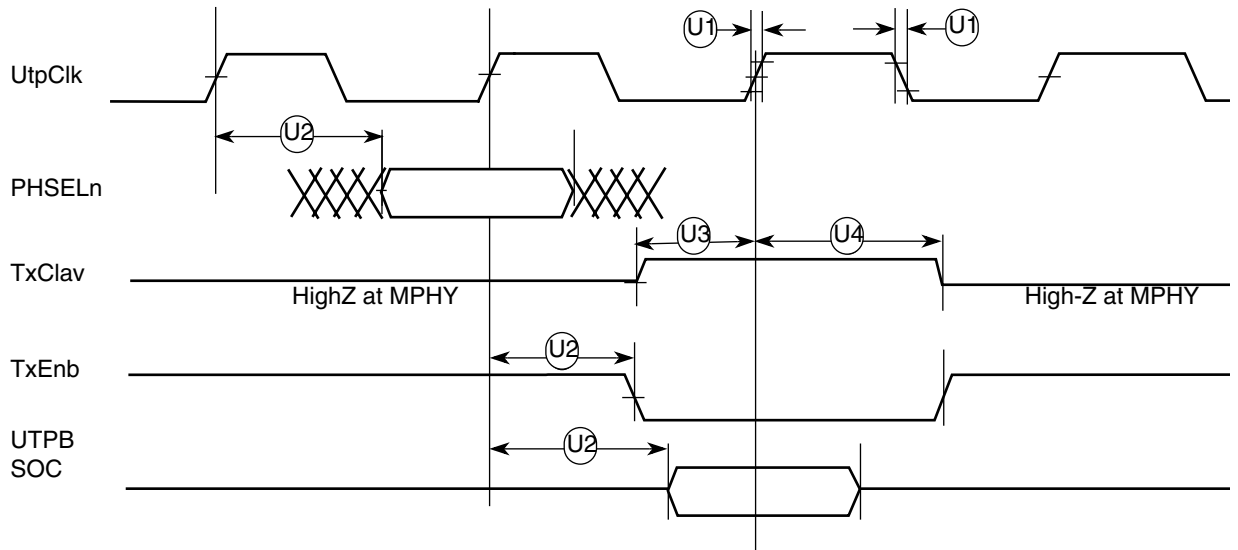 U1
U1
UtpClk
U2
PHSELn
U3
U4
TxClav
HighZ at MPHY
High-Z at MPHY
U2
TxEnb
UTPB
SOC
U2